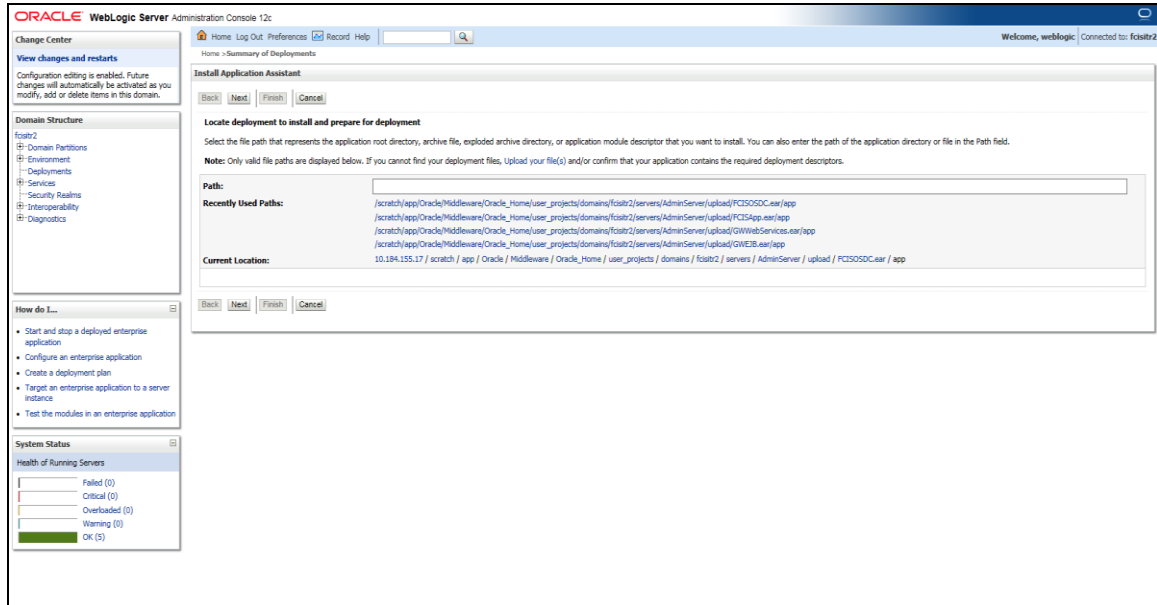 ORACLE WebLogic Server Administration Console 12c
Change Center
View changes and restarts
Configuration editing is enabled. Future
changes will automatically be activated as you
modify, add or delete items in this domain.
Domain Structure
fcisitr2
Domain Partitions
Environment
Deployments
Services
Security Realms
Interoperability
Diagnostics
How do I...
Start and stop a deployed enterprise
application
Configure an enterprise application
Create a deployment plan
Target an enterprise application to a server
instance
Test the modules in an enterprise application
System Status
Health of Running Servers
Failed (0)
Critical (0)
Overloaded (0)
Warning (0)
OK (5)
Home Log Out Preferences Record Help
Welcome, weblogic Connected to: fcisitr2
Home >Summary of Deployments
Install Application Assistant
Back Next Finish Cancel
Locate deployment to install and prepare for deployment
Select the file path that represents the application root directory, archive file, exploded archive directory, or application module descriptor that you want to install. You can also enter the path of the application directory or file in the Path field.
Note: Only valid file paths are displayed below. If you cannot find your deployment files, Upload your file(s) and/or confirm that your application contains the required deployment descriptors.
Path:
Recently Used Paths: /scratch/app/Oracle/Middleware/Oracle_Home/user_projects/domains/fcisitr2/servers/AdminServer/upload/FCISOSDC.ear/app
/scratch/app/Oracle/Middleware/Oracle_Home/user_projects/domains/fcisitr2/servers/AdminServer/upload/FCISApp.ear/app
/scratch/app/Oracle/Middleware/Oracle_Home/user_projects/domains/fcisitr2/servers/AdminServer/upload/GWWebServices.ear/app
/scratch/app/Oracle/Middleware/Oracle_Home/user_projects/domains/fcisitr2/servers/AdminServer/upload/GWEJB.ear/app
Current Location: 10.184.155.17 / scratch / app / Oracle / Middleware / Oracle_Home / user_projects / domains / fcisitr2 / servers / AdminServer / upload / FCISOSDC.ear / app
Back Next Finish Cancel